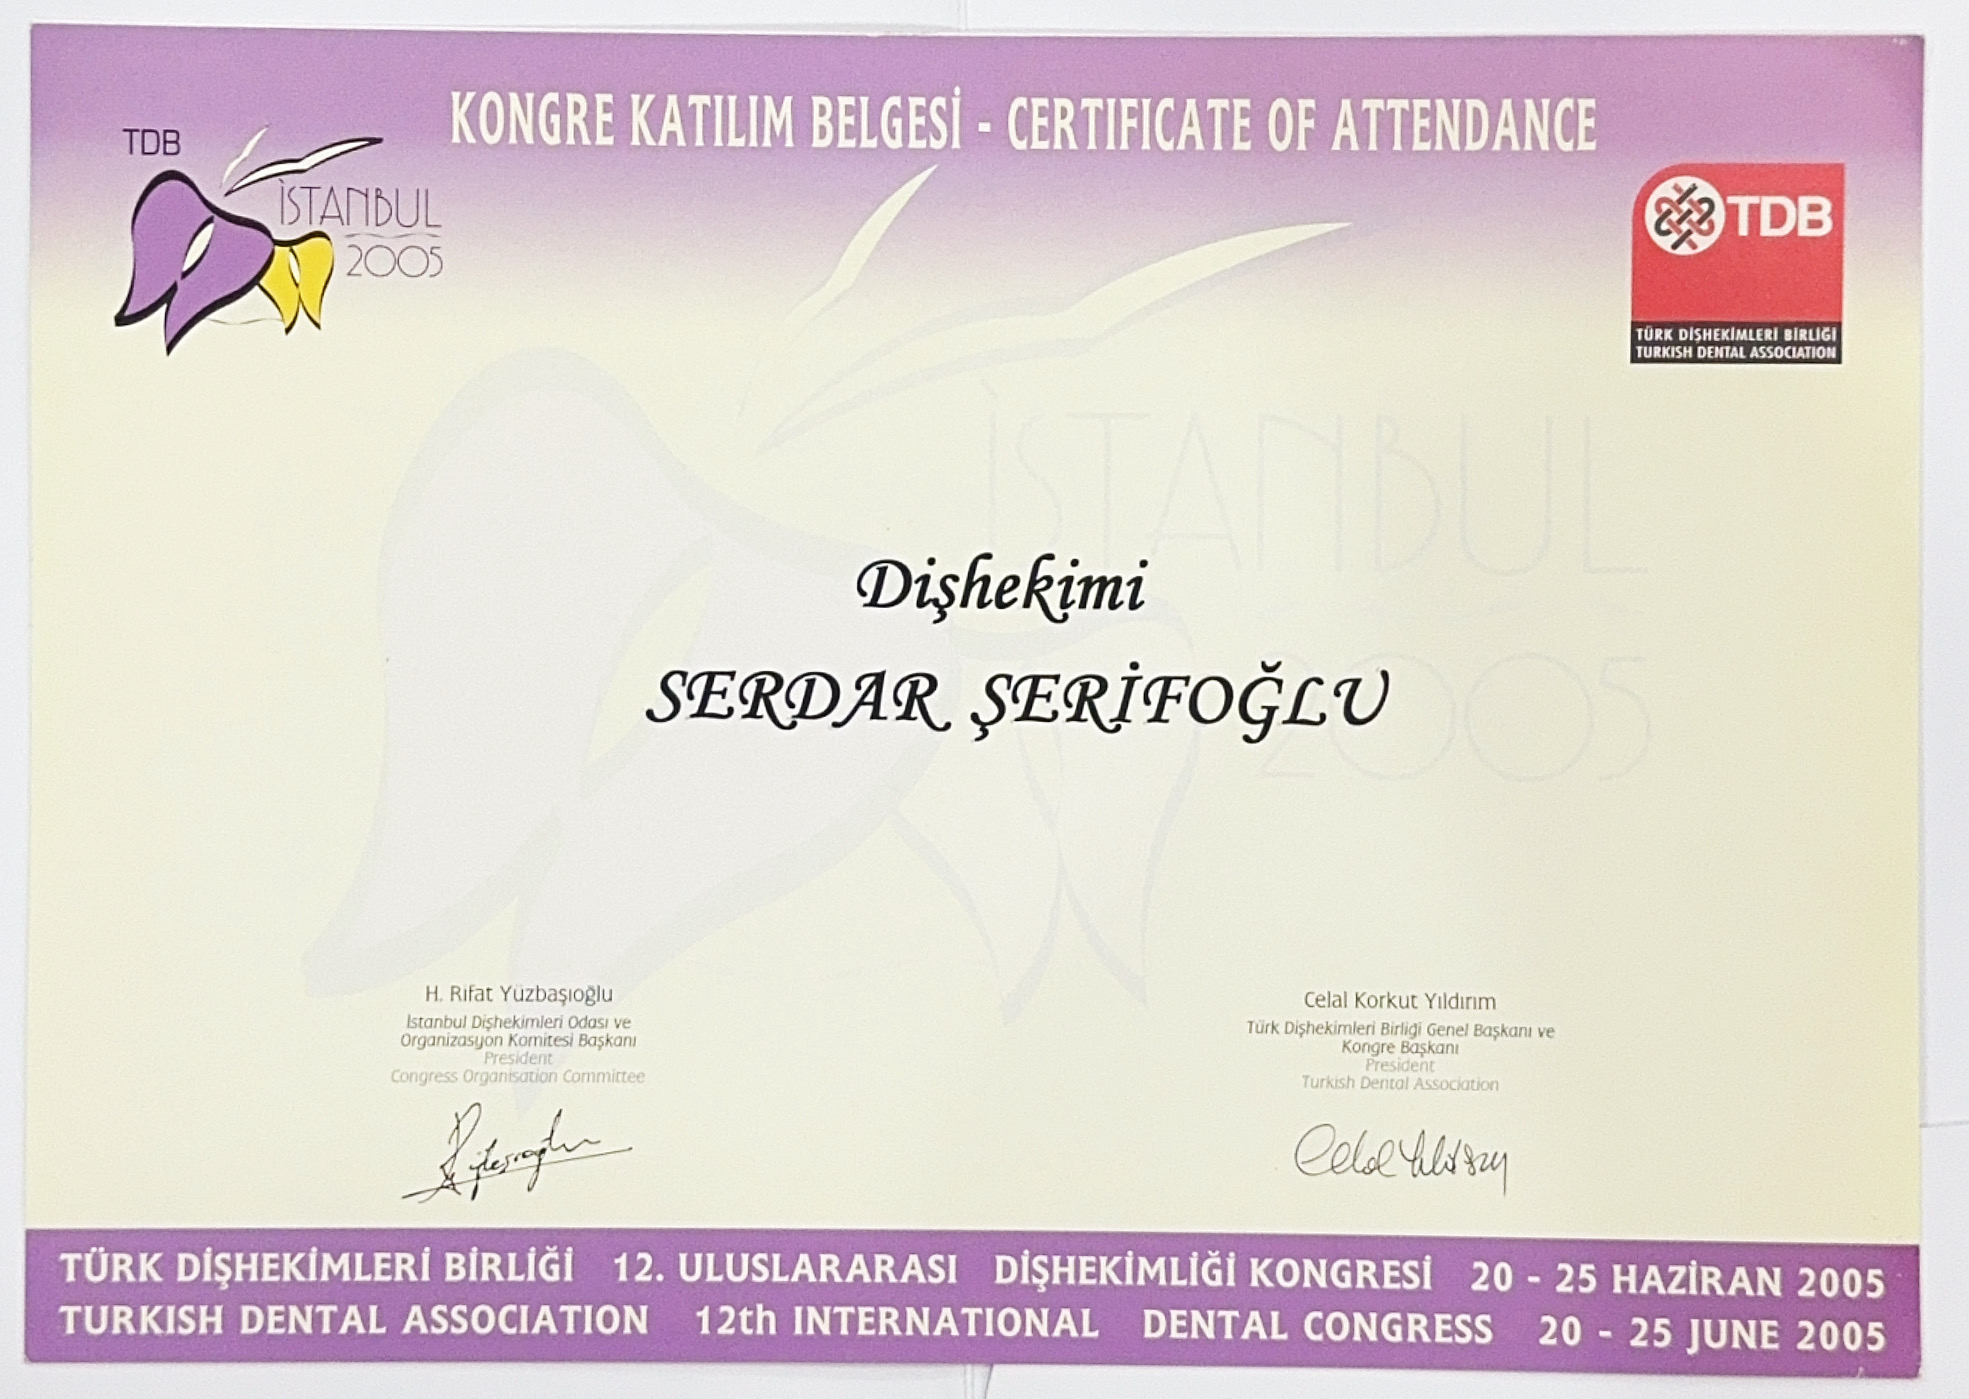 KONGRE KATILIM BELGESİ - CERTIFICATE OF ATTENDANCE
TDB
İSTANBUL
2005
TDB
TÜRK DİŞHEKİMLERİ BİRLİĞİ
TURKISH DENTAL ASSOCIATION
İSTANBUL
2005
Dişhekimi
SERDAR ŞERİFOĞLU
H. Rifat Yüzbaşıoğlu
İstanbul Dişhekimleri Odası ve
Organizasyon Komitesi Başkanı
President
Congress Organisation Committee
Celal Korkut Yıldırım
Türk Dişhekimleri Birliği Genel Başkanı ve
Kongre Başkanı
President
Turkish Dental Association
TÜRK DİŞHEKİMLERİ BİRLİĞİ 12. ULUSLARARASI DİŞHEKİMLİĞİ KONGRESİ 20 - 25 HAZİRAN 2005
TURKISH DENTAL ASSOCIATION 12th INTERNATIONAL DENTAL CONGRESS 20 - 25 JUNE 2005